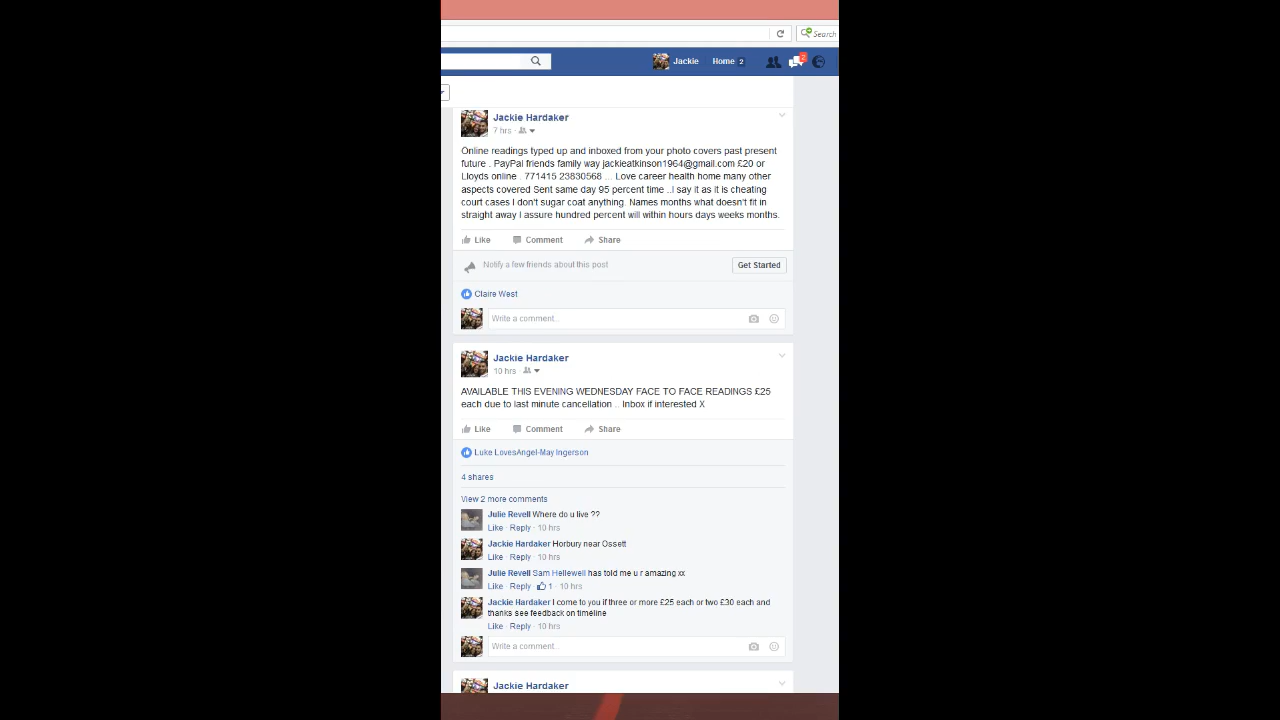 Search
Jackie Home 2 2
Jackie Hardaker
7 hrs ·
Online readings typed up and inboxed from your photo covers past present
future . PayPal friends family way jackieatkinson1964@gmail.com £20 or
Lloyds online . 771415 23830568 ... Love career health home many other
aspects covered Sent same day 95 percent time ..I say it as it is cheating
court cases I don't sugar coat anything. Names months what doesn't fit in
straight away I assure hundred percent will within hours days weeks months.
Like Comment Share
Notify a few friends about this post Get Started
Claire West
Write a comment...
Jackie Hardaker
10 hrs ·
AVAILABLE THIS EVENING WEDNESDAY FACE TO FACE READINGS £25
each due to last minute cancellation .. Inbox if interested X
Like Comment Share
Luke LovesAngel-May Ingerson
4 shares
View 2 more comments
Julie Revell Where do u live ??
Like · Reply · 10 hrs
Jackie Hardaker Horbury near Ossett
Like · Reply · 10 hrs
Julie Revell Sam Hellewell has told me u r amazing xx
Like · Reply · 1 · 10 hrs
Jackie Hardaker I come to you if three or more £25 each or two £30 each and
thanks see feedback on timeline
Like · Reply · 10 hrs
Write a comment...
Jackie Hardaker